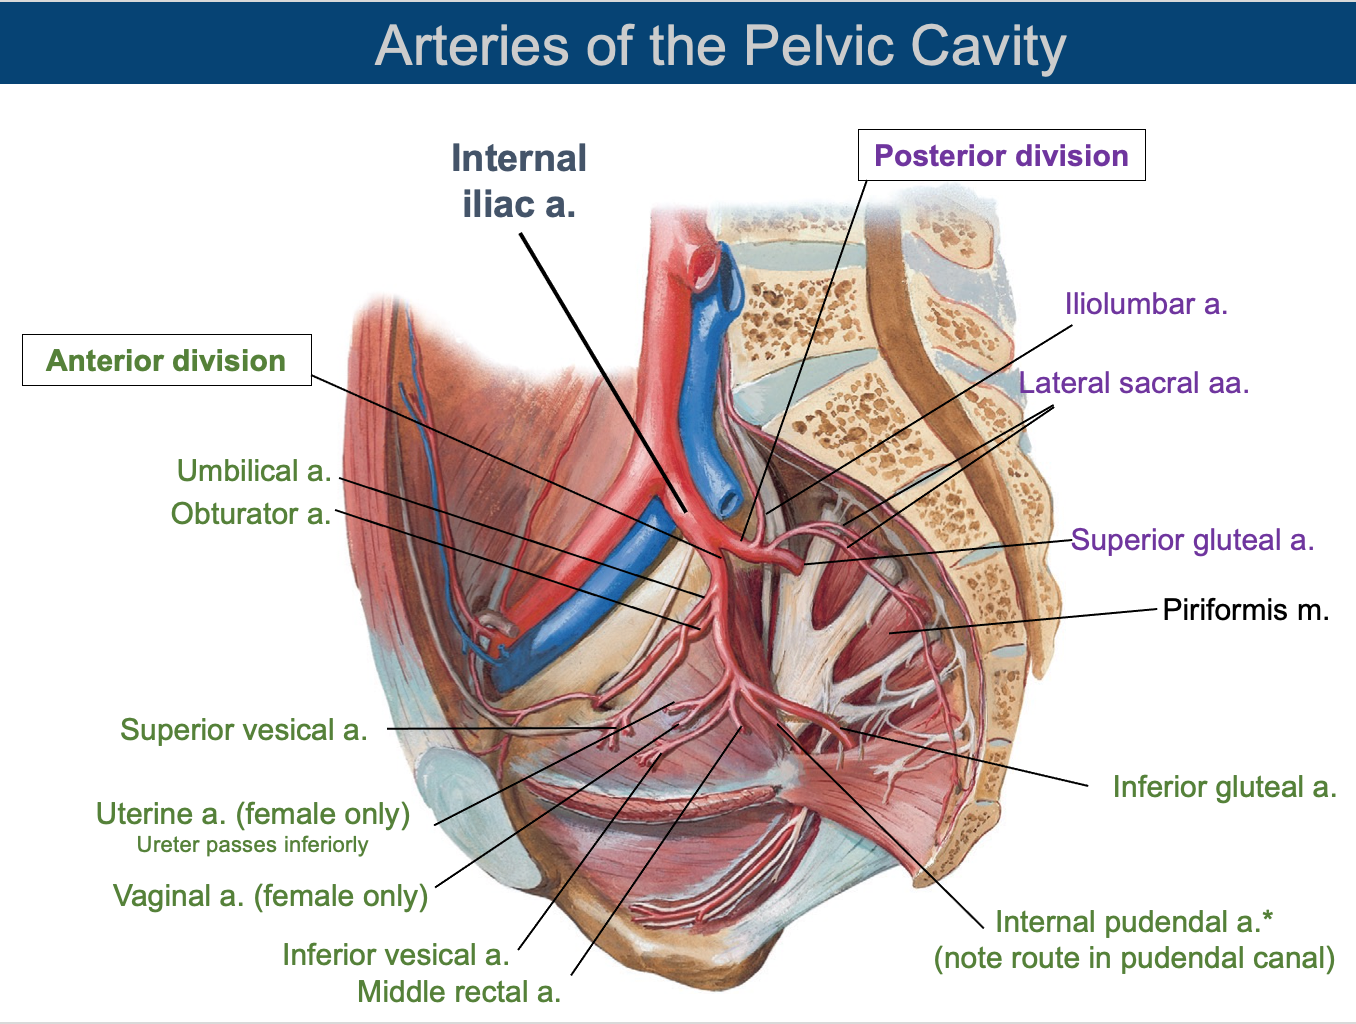 Arteries of the Pelvic Cavity
Internal
iliac a.
Posterior division
Iliolumbar a.
Anterior division
Lateral sacral aa.
Umbilical a.
Obturator a.
Superior gluteal a.
Piriformis m.
Superior vesical a.
Inferior gluteal a.
Uterine a. (female only)
Ureter passes inferiorly
Vaginal a. (female only)
Internal pudendal a.*
(note route in pudendal canal)
Inferior vesical a.
Middle rectal a.